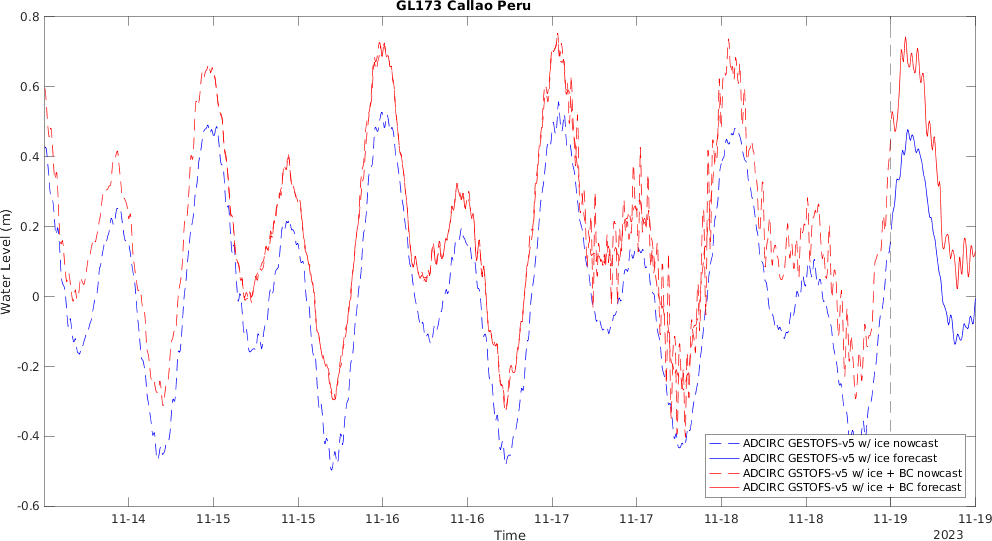 GL173 Callao Peru
0.8
0.6
0.4
0.2
0
-0.2
-0.4
-0.6
Water Level (m)
ADCIRC GESTOFS-v5 w/ ice nowcast
ADCIRC GESTOFS-v5 w/ ice forecast
ADCIRC GSTOFS-v5 w/ ice + BC nowcast
ADCIRC GSTOFS-v5 w/ ice + BC forecast
11-14 11-15 11-15 11-16 11-16 11-17 11-17 11-18 11-18 11-19 11-19
Time
2023